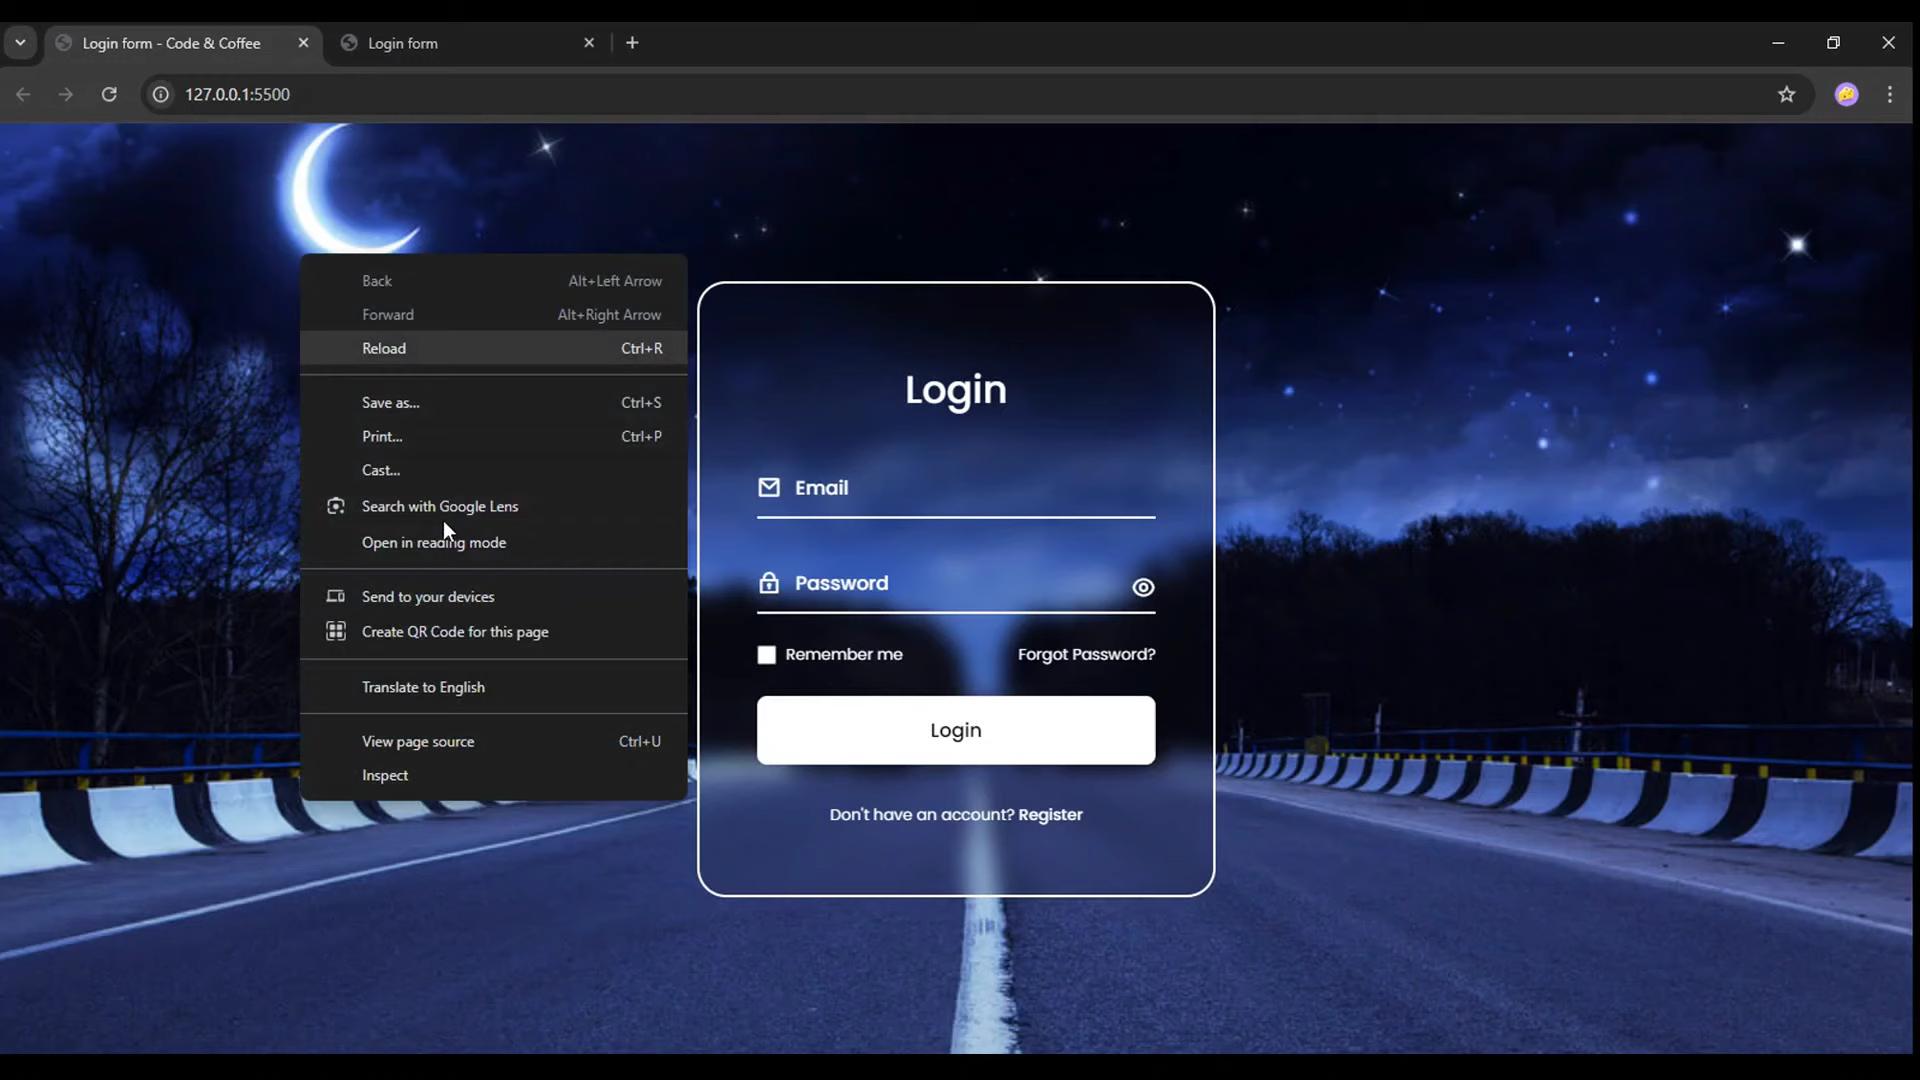 Login form - Code & Coffee
Login form
127.0.0.1:5500
Back Alt+Left Arrow
Forward Alt+Right Arrow
Reload Ctrl+R
Save as... Ctrl+S
Print... Ctrl+P
Cast...
Search with Google Lens
Open in reading mode
Send to your devices
Create QR Code for this page
Translate to English
View page source Ctrl+U
Inspect
Login
Email
Password
Remember me Forgot Password?
Login
Don't have an account? Register